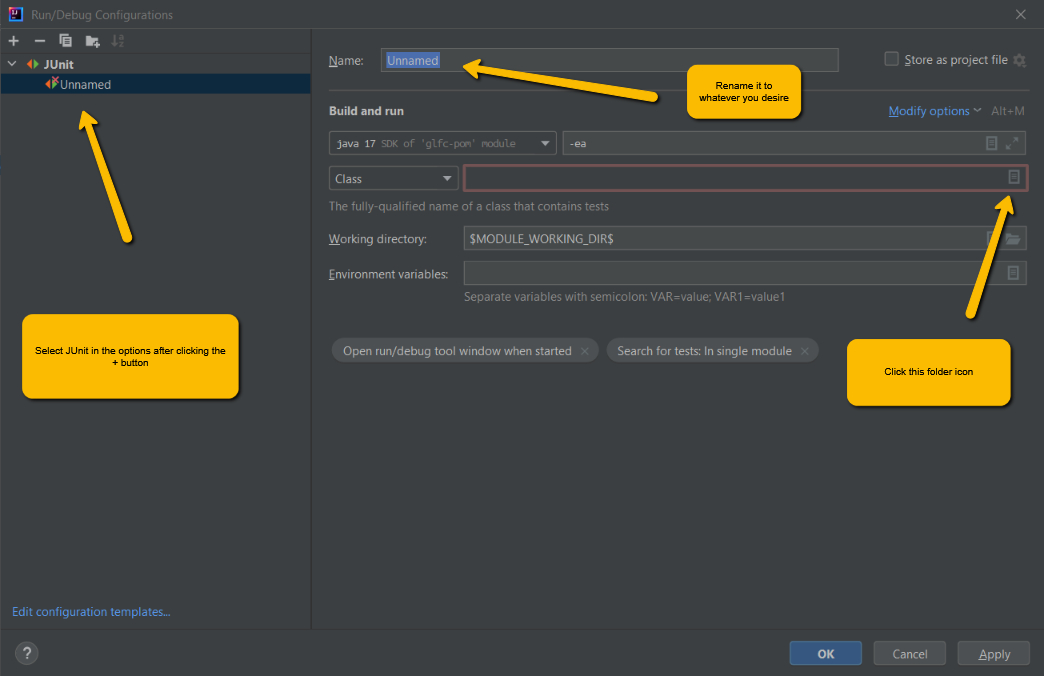 Run/Debug Configurations
JUnit
Unnamed
Name: Unnamed
Store as project file
Rename it to
whatever you desire
Build and run
Modify options Alt+M
java 17 SDK of 'glfc-pom' module
-ea
Class
The fully-qualified name of a class that contains tests
Working directory: $MODULE_WORKING_DIR$
Environment variables:
Separate variables with semicolon: VAR=value; VAR1=value1
Open run/debug tool window when started
Search for tests: In single module
Select JUnit in the options after clicking the
+ button
Click this folder icon
Edit configuration templates...
?
OK
Cancel
Apply